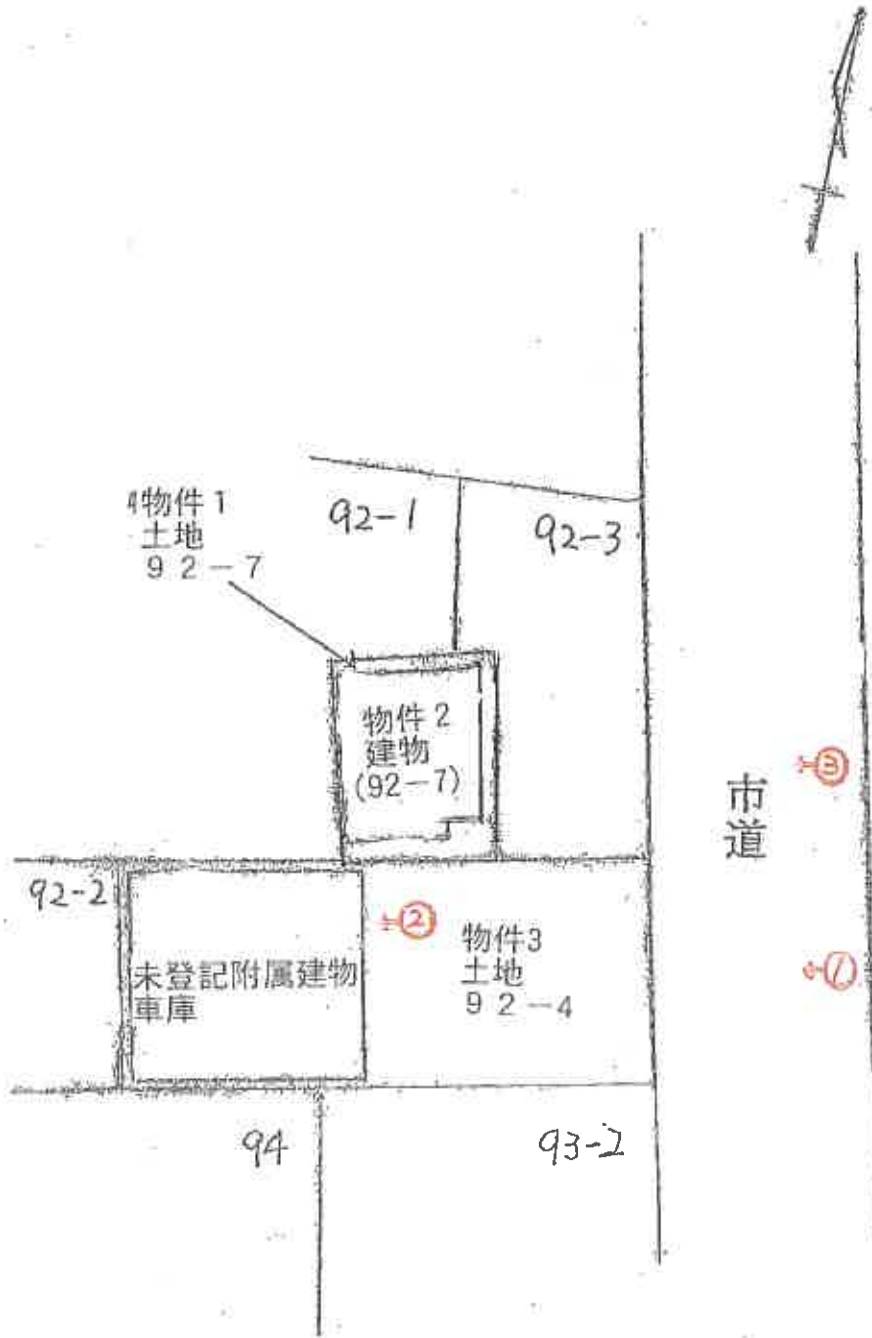 物件1
土地
92-7
92-1
92-3
物件2
建物
(92-7)
市道
③
92-2
②
未登記附属建物
車庫
物件3
土地
92-4
①
94
93-2